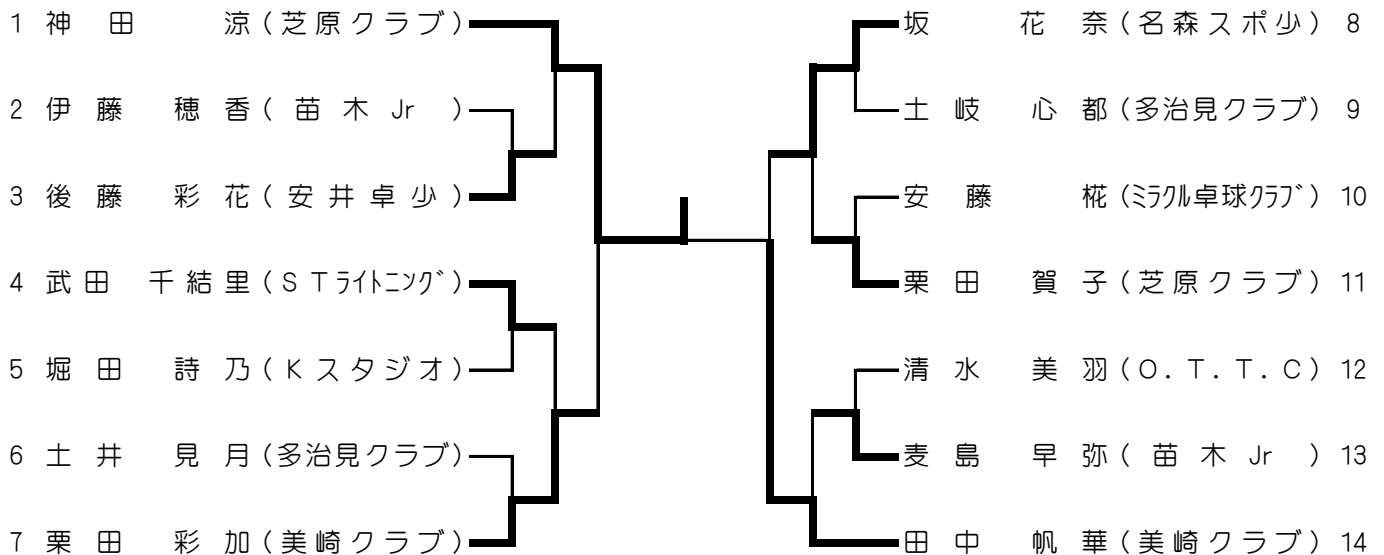 1 神田 涼(芝原クラブ)
2 伊藤 穂香(苗木Jr)
3 後藤 彩花(安井卓少)
4 武田 千結里(STライトニング)
5 堀田 詩乃(Kスタジオ)
6 土井 見月(多治見クラブ)
7 栗田 彩加(美崎クラブ)
坂 花奈(名森スポ少) 8
土岐 心都(多治見クラブ) 9
安藤 椛(ミラクル卓球クラブ) 10
栗田 賀子(芝原クラブ) 11
清水 美羽(O.T.T.C) 12
麦島 早弥(苗木Jr) 13
田中 帆華(美崎クラブ) 14